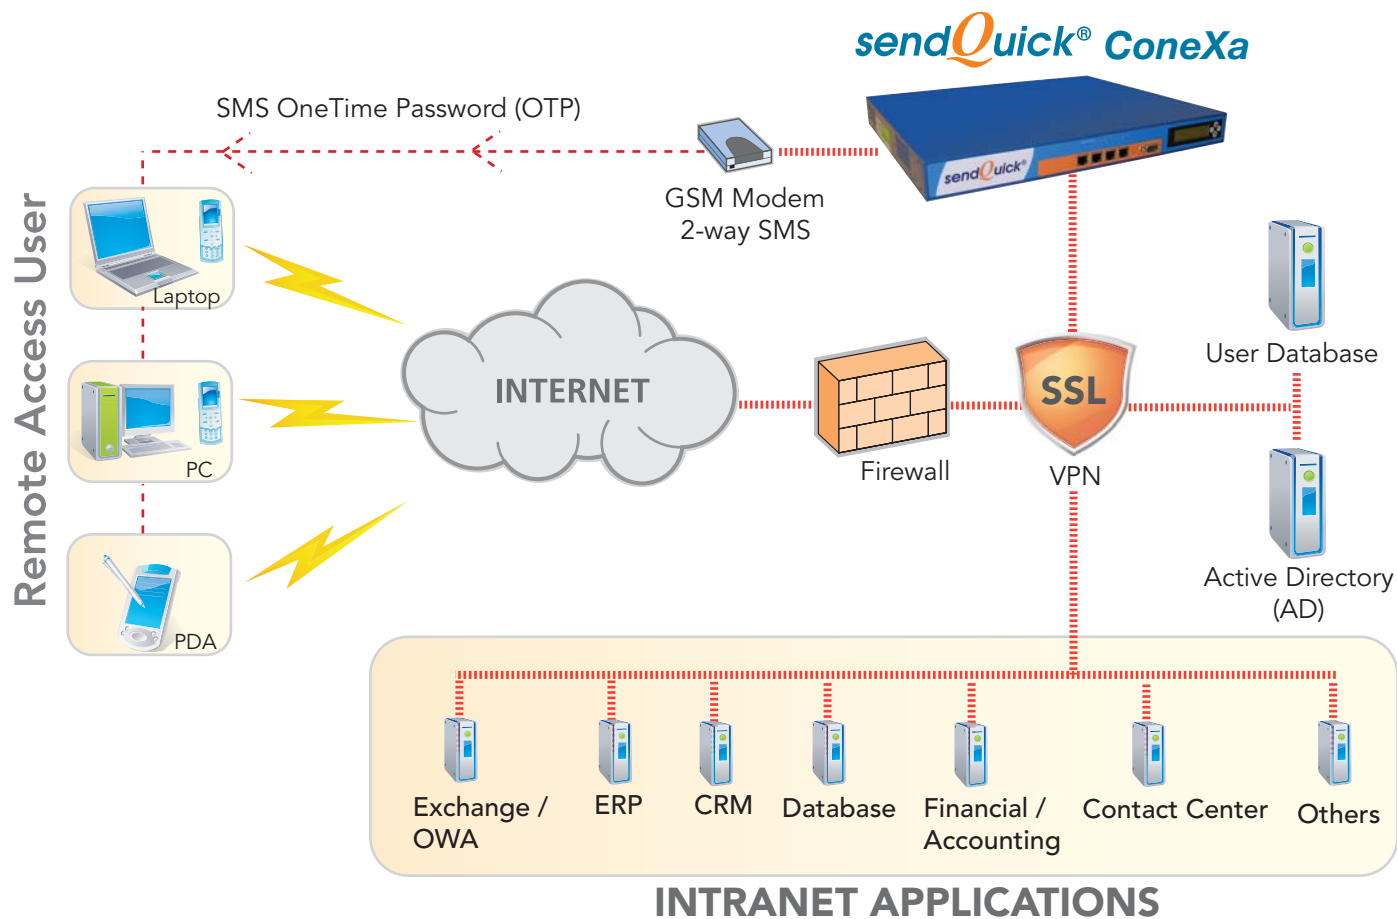 sendQuick® ConeXa
SMS OneTime Password (OTP)
sendQuick®
GSM Modem
2-way SMS
Remote Access User
Laptop
PC
PDA
INTERNET
Firewall
SSL
VPN
User Database
Active Directory
(AD)
Exchange /
OWA
ERP
CRM
Database
Financial /
Accounting
Contact Center
Others
INTRANET APPLICATIONS